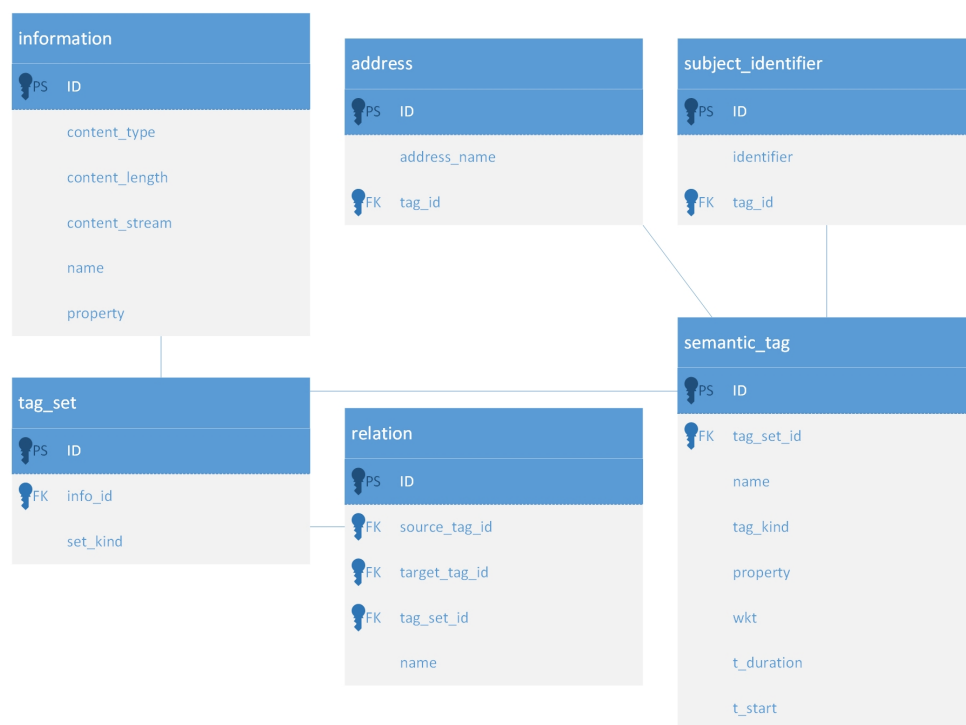 information
PS ID
content_type
content_length
content_stream
name
property
address
PS ID
address_name
FK tag_id
subject_identifier
PS ID
identifier
FK tag_id
tag_set
PS ID
FK info_id
set_kind
relation
PS ID
FK source_tag_id
FK target_tag_id
FK tag_set_id
name
semantic_tag
PS ID
FK tag_set_id
name
tag_kind
property
wkt
t_duration
t_start